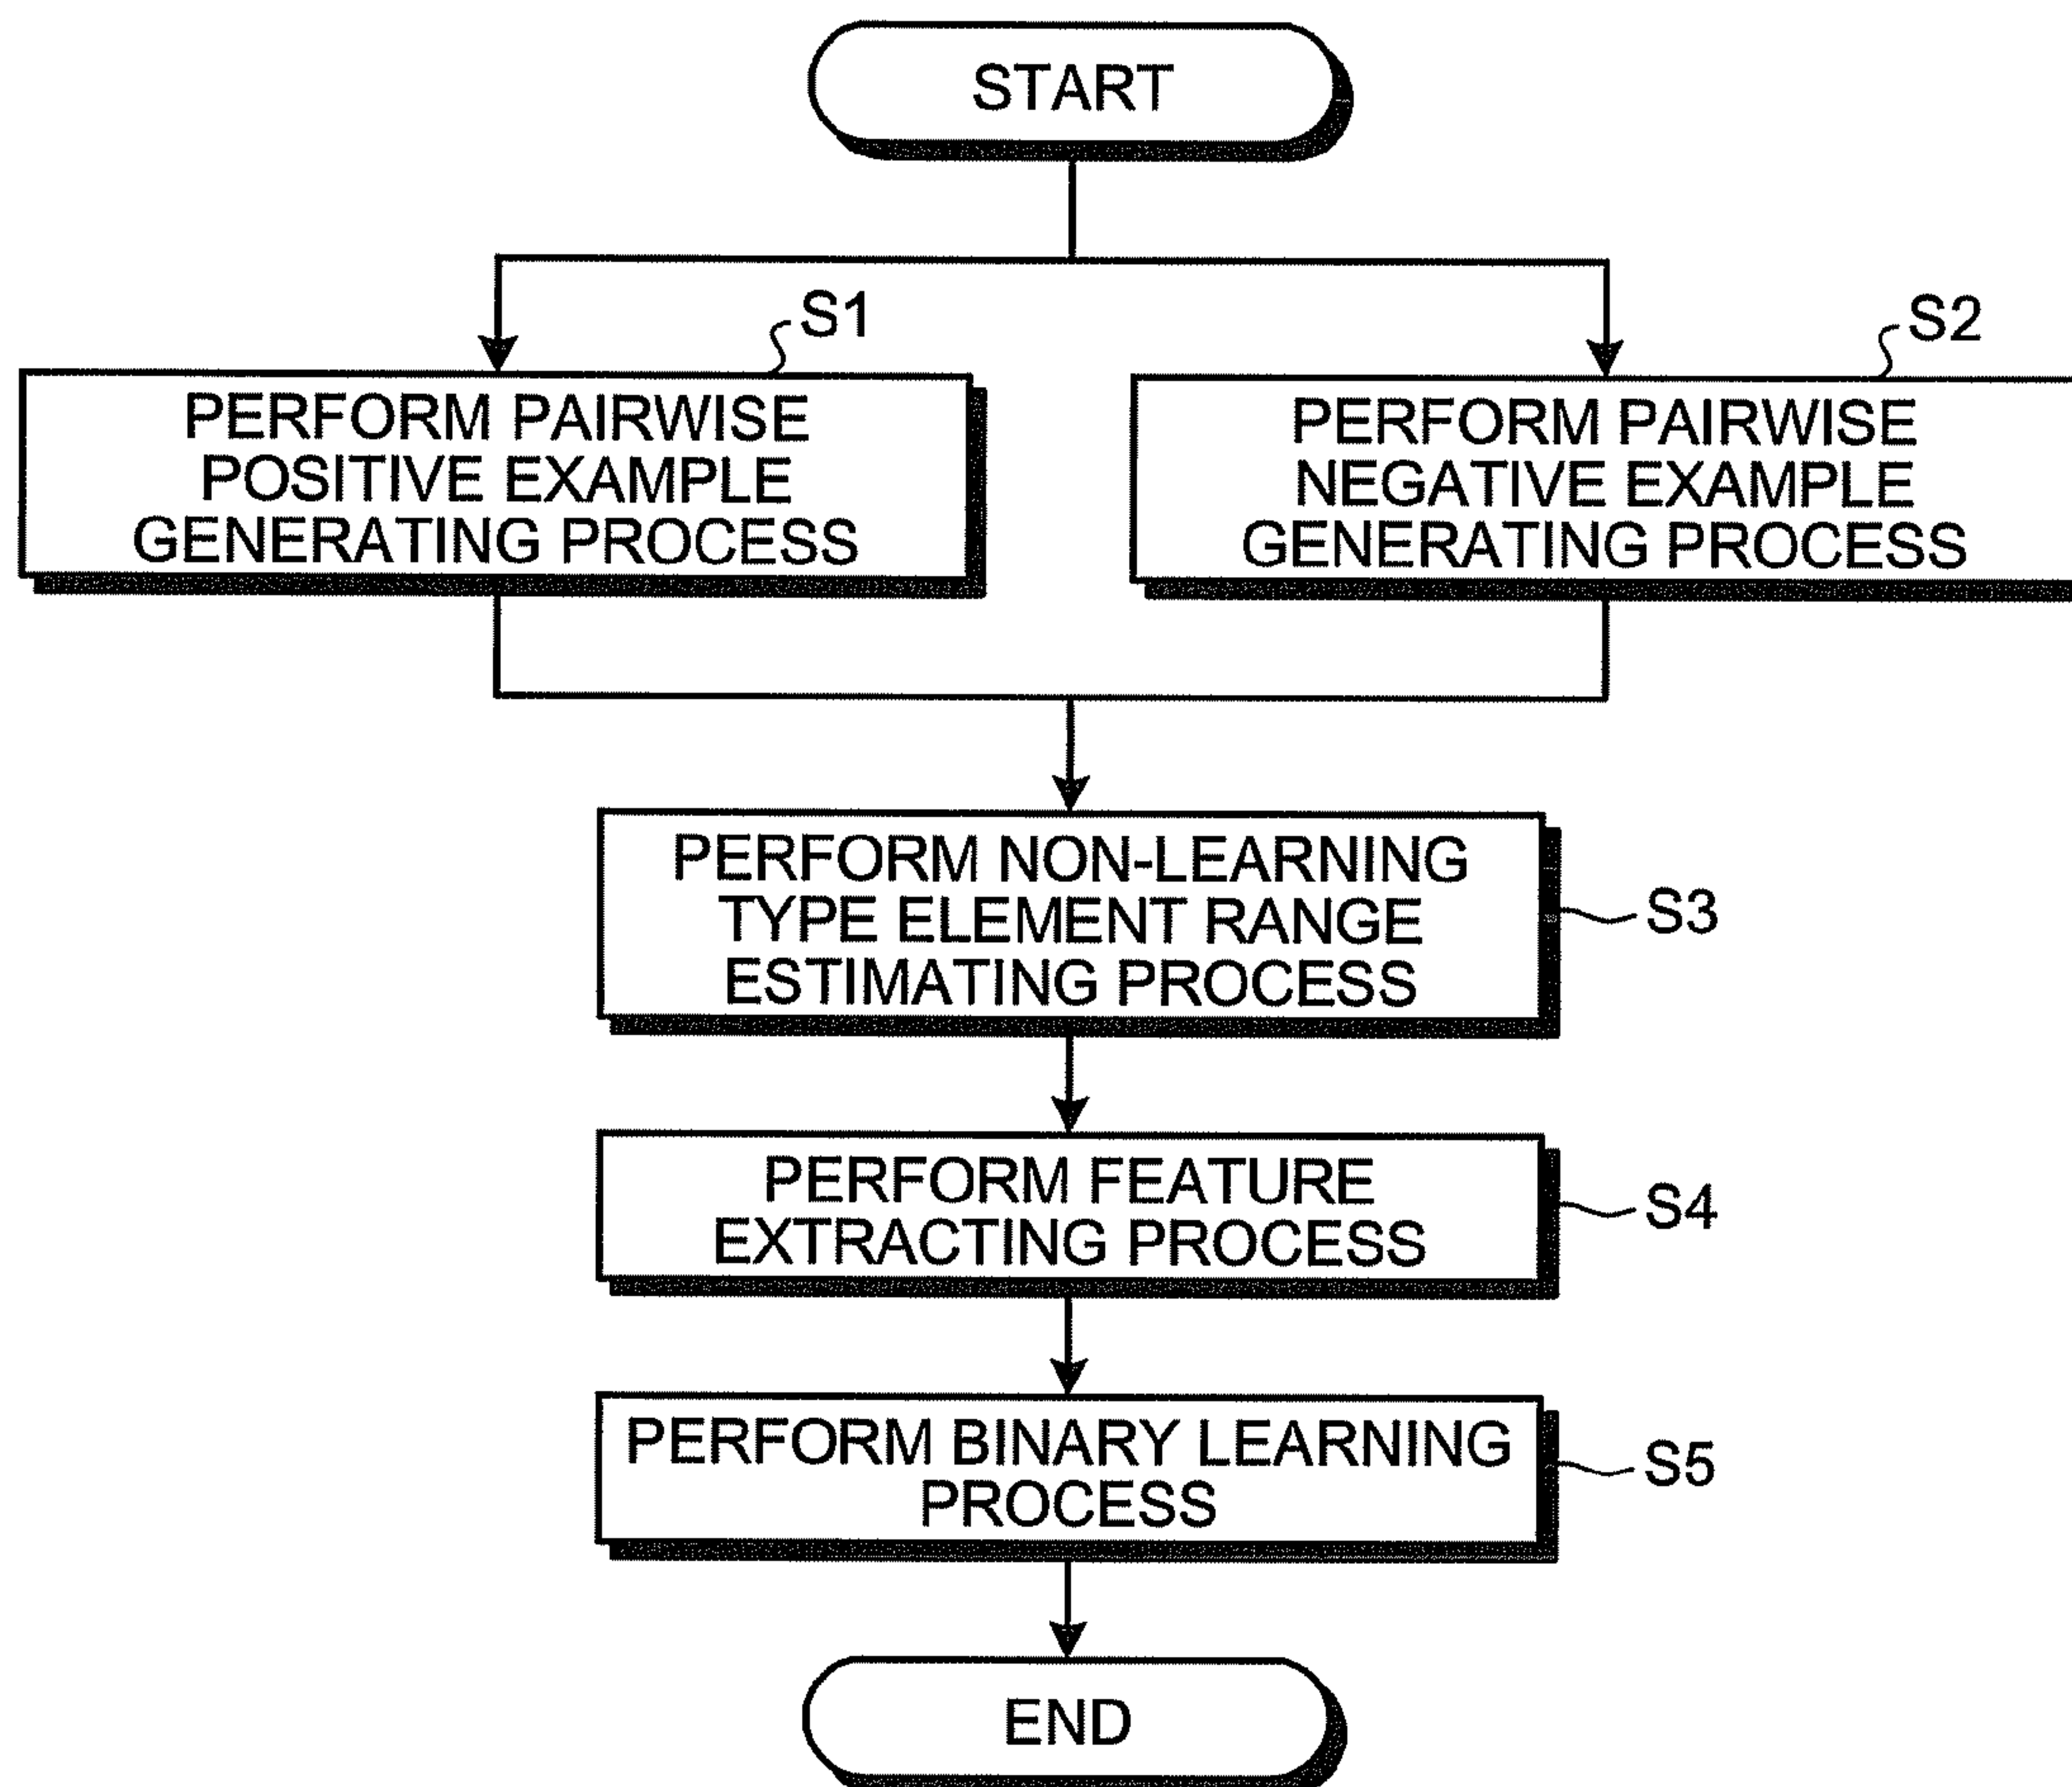 START
S1
PERFORM PAIRWISE
POSITIVE EXAMPLE
GENERATING PROCESS
S2
PERFORM PAIRWISE
NEGATIVE EXAMPLE
GENERATING PROCESS
PERFORM NON-LEARNING
TYPE ELEMENT RANGE
ESTIMATING PROCESS
S3
PERFORM FEATURE
EXTRACTING PROCESS
S4
PERFORM BINARY LEARNING
PROCESS
S5
END